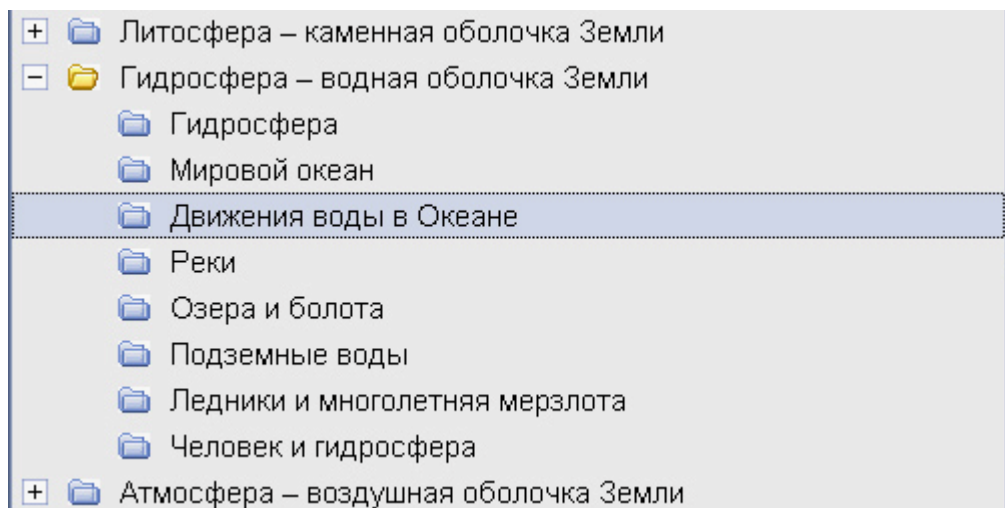 Литосфера – каменная оболочка Земли
Гидросфера – водная оболочка Земли
Гидросфера
Мировой океан
Движения воды в Океане
Реки
Озера и болота
Подземные воды
Ледники и многолетняя мерзлота
Человек и гидросфера
Атмосфера – воздушная оболочка Земли